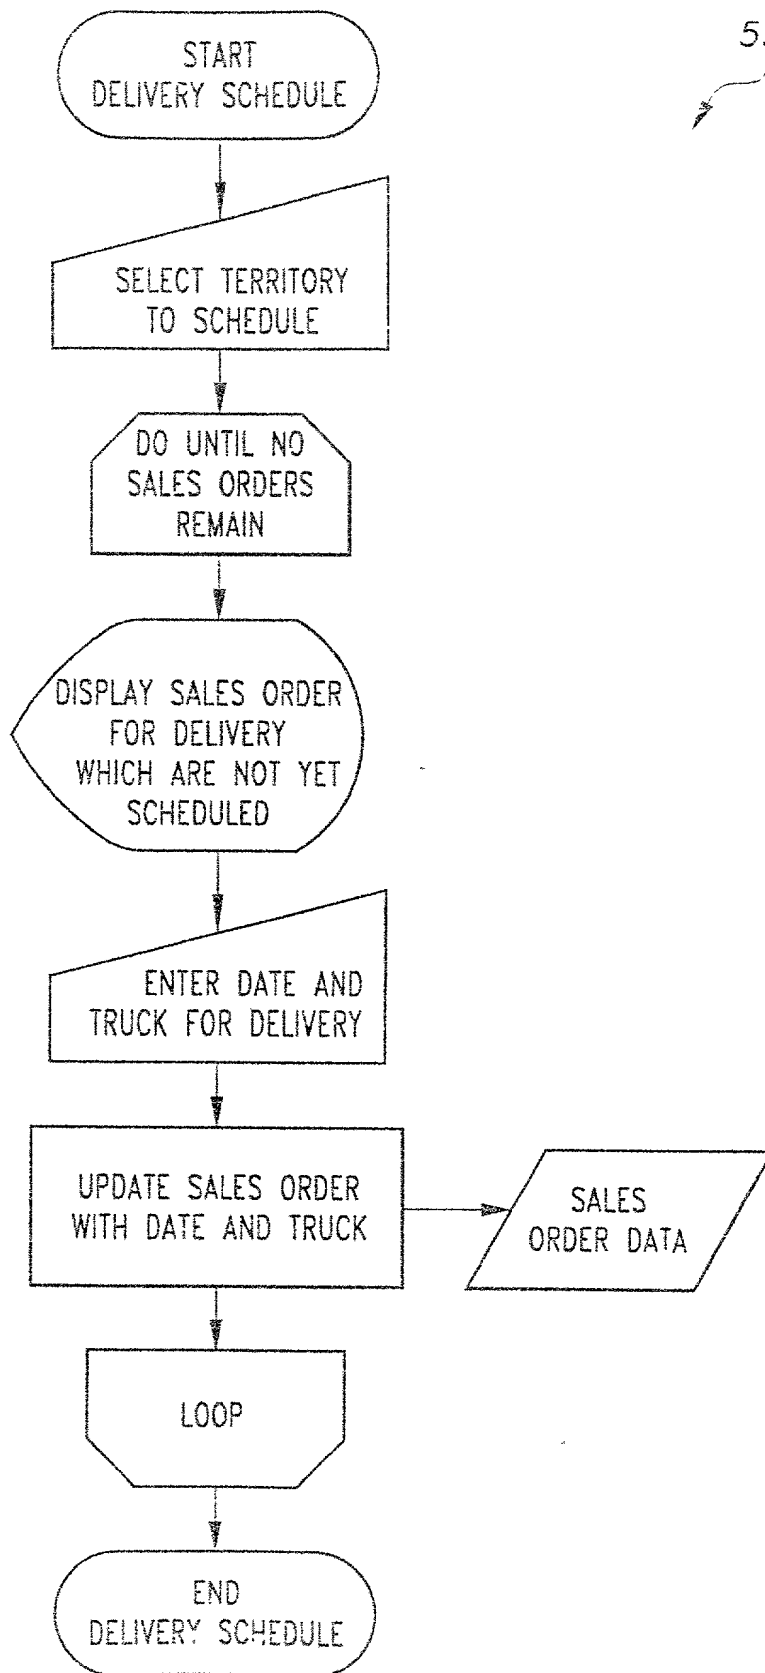 START
DELIVERY SCHEDULE
SELECT TERRITORY
TO SCHEDULE
DO UNTIL NO
SALES ORDERS
REMAIN
DISPLAY SALES ORDER
FOR DELIVERY
WHICH ARE NOT YET
SCHEDULED
ENTER DATE AND
TRUCK FOR DELIVERY
UPDATE SALES ORDER
WITH DATE AND TRUCK
SALES
ORDER DATA
LOOP
END
DELIVERY SCHEDULE